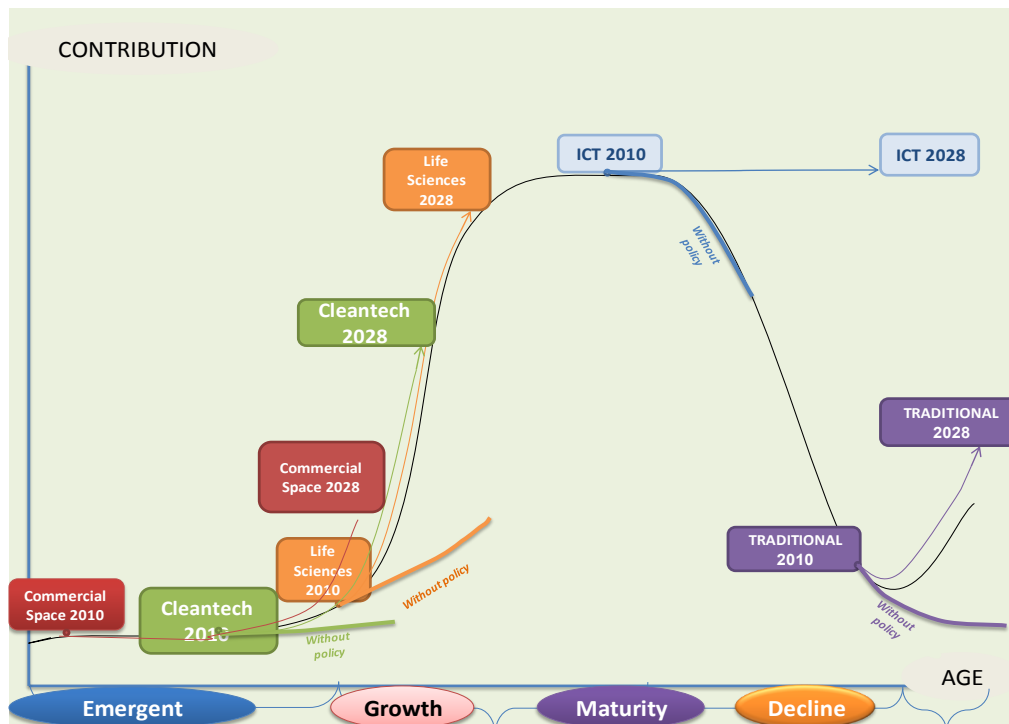 CONTRIBUTION
ICT 2010
ICT 2028
Life
Sciences
2028
Without
policy
Cleantech
2028
TRADITIONAL
2028
Commercial
Space 2028
TRADITIONAL
2010
Life
Sciences
2010
Without policy
Commercial
Space 2010
Cleantech
2010
Without
policy
Without
policy
AGE
Emergent
Growth
Maturity
Decline